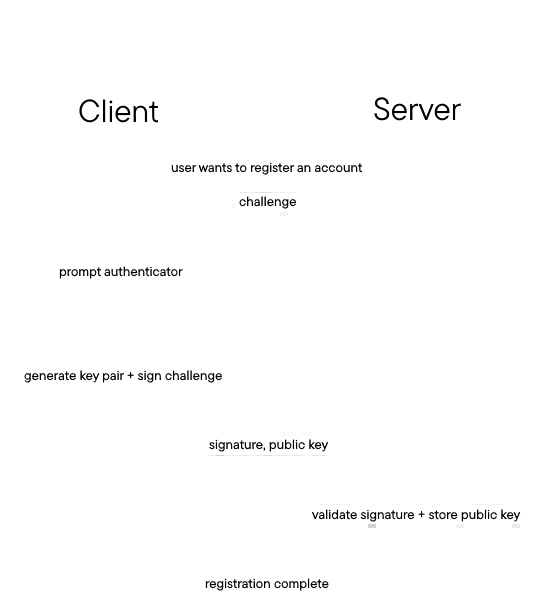 Client
Server
user wants to register an account
challenge
prompt authenticator
generate key pair + sign challenge
signature, public key
validate signature + store public key
registration complete